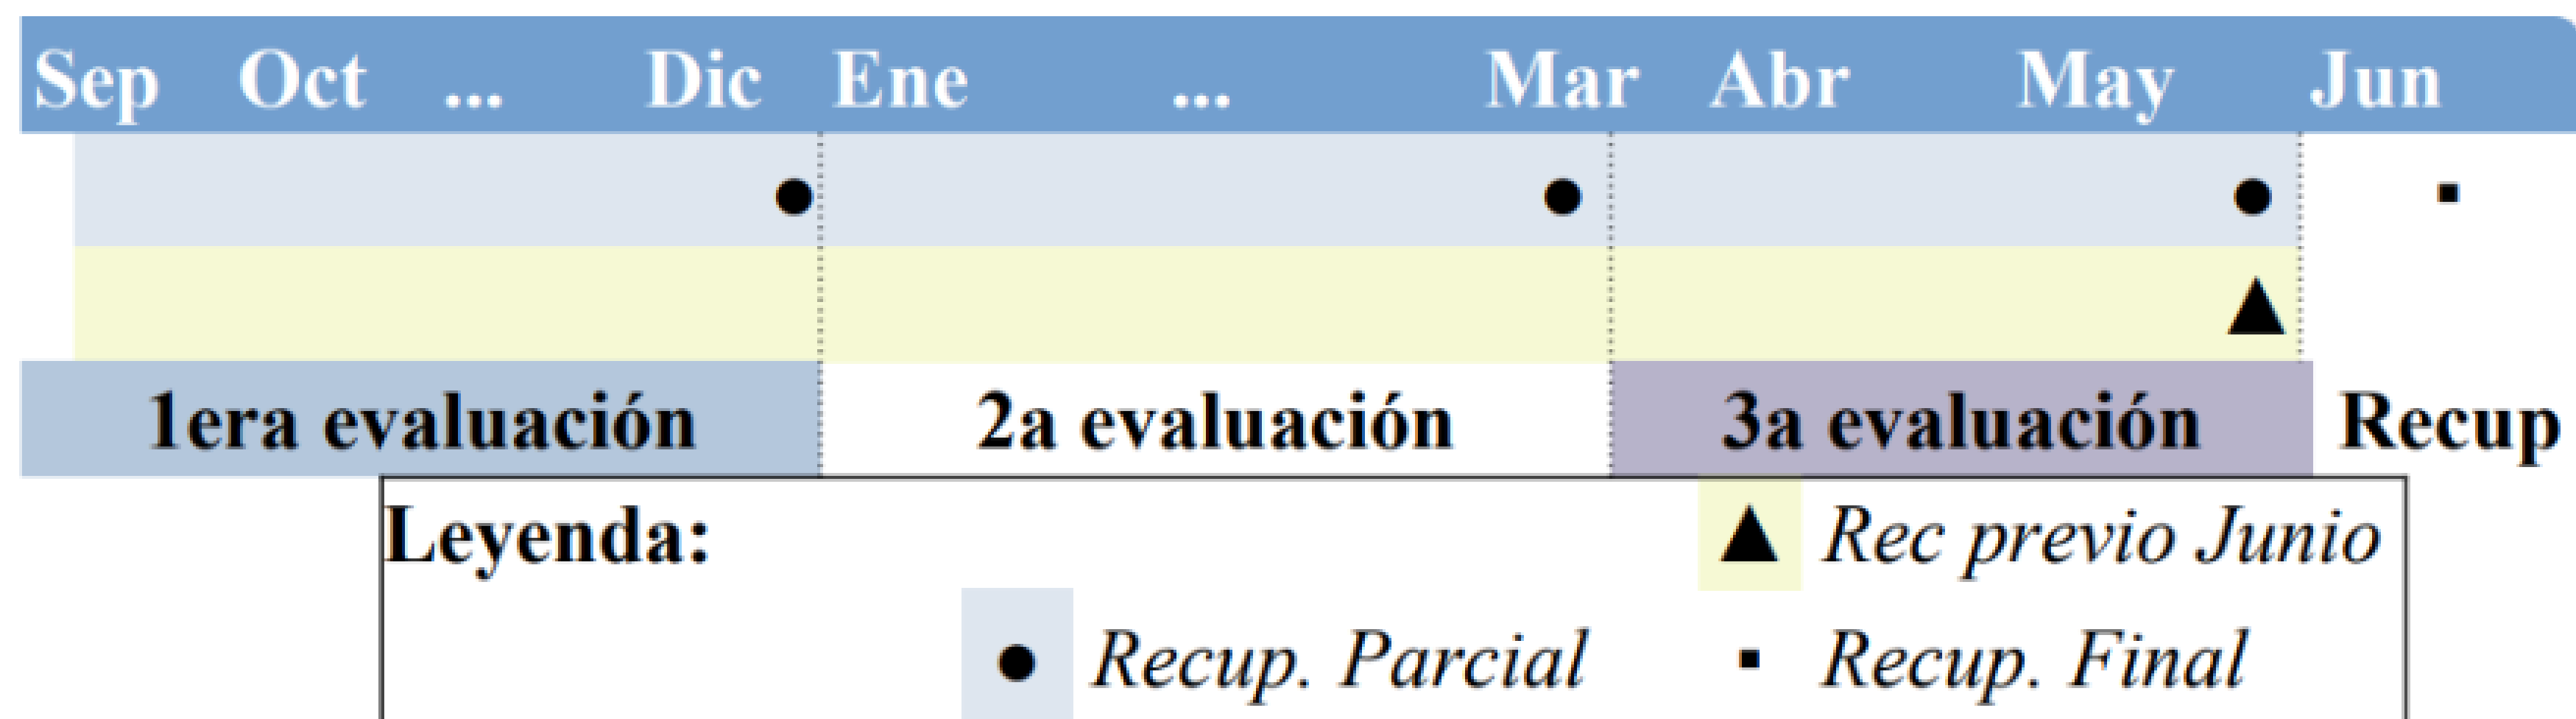 Sep Oct ... Dic Ene ... Mar Abr May Jun
1era evaluación 2a evaluación 3a evaluación Recup
Leyenda: ▲ Rec previo Junio
● Recup. Parcial ▪ Recup. Final